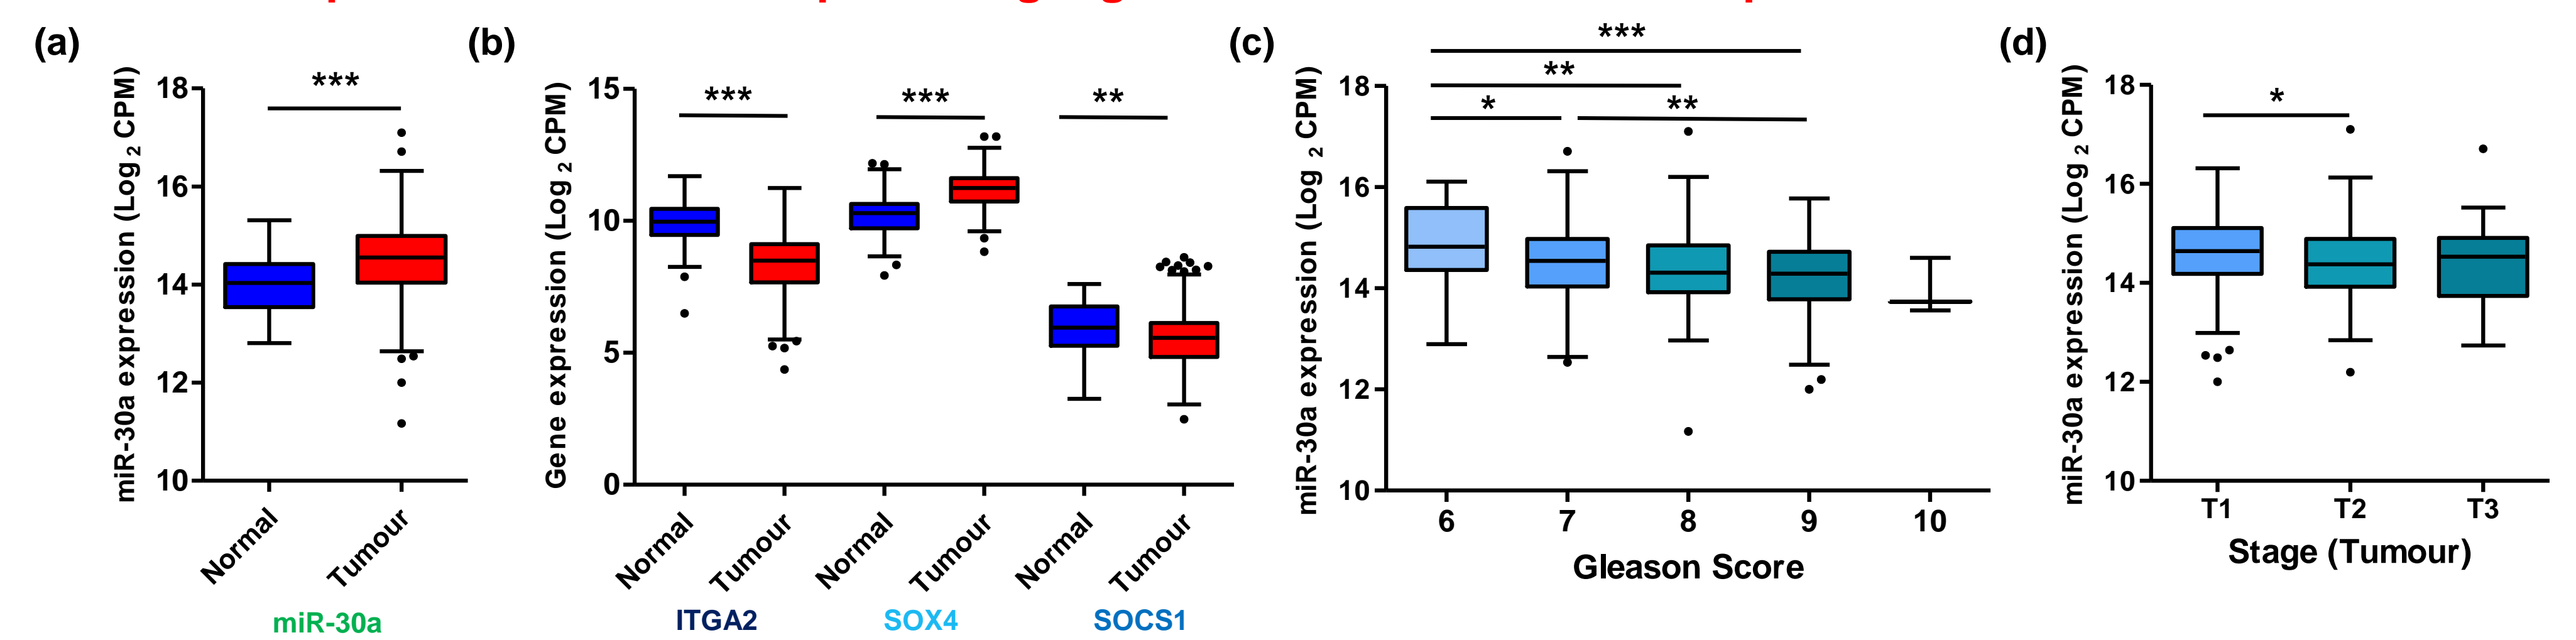 (a)
miR-30a expression (Log 2 CPM)
18
16
14
12
10
***
Normal
Tumour
miR-30a
(b)
Gene expression (Log 2 CPM)
15
10
5
0
***
***
**
Normal
Tumour
Normal
Tumour
Normal
Tumour
ITGA2
SOX4
SOCS1
(c)
miR-30a expression (Log 2 CPM)
18
16
14
12
10
***
**
*
**
6
7
8
9
10
Gleason Score
(d)
miR-30a expression (Log 2 CPM)
18
16
14
12
10
*
T1
T2
T3
Stage (Tumour)